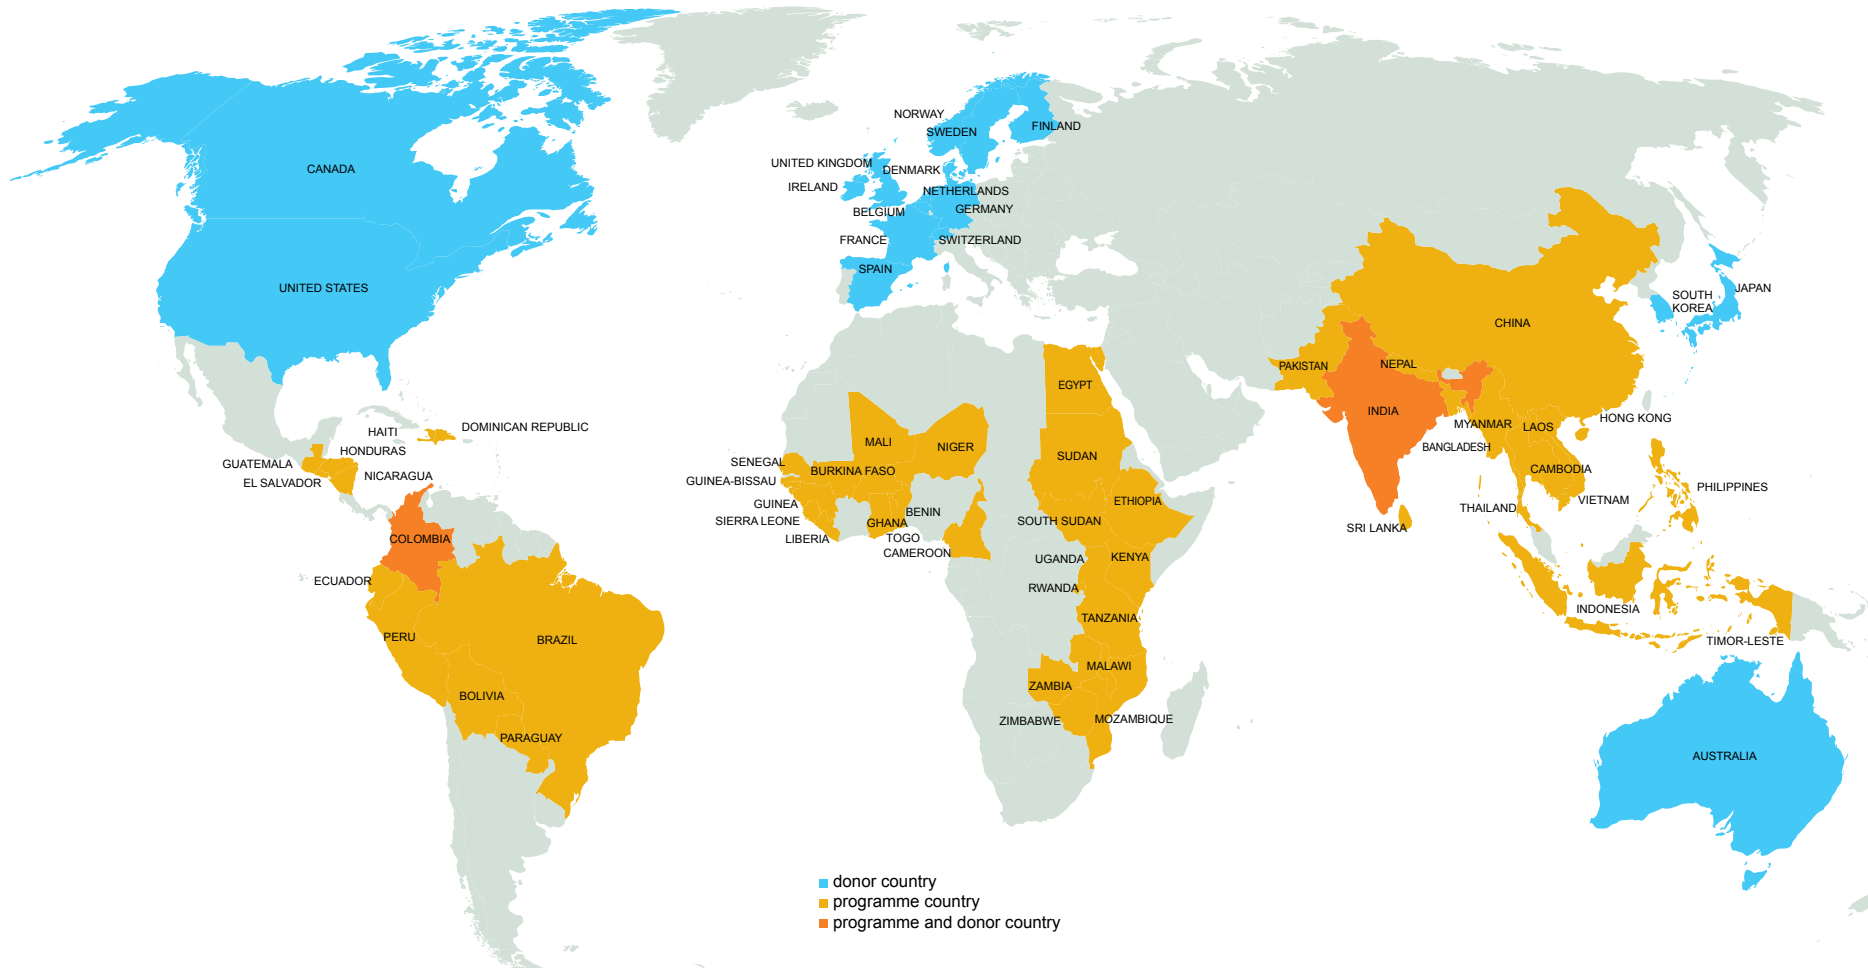 NORWAY
SWEDEN
FINLAND
UNITED KINGDOM
DENMARK
IRELAND
NETHERLANDS
BELGIUM
GERMANY
FRANCE
SWITZERLAND
SPAIN
CANADA
UNITED STATES
SOUTH
KOREA
JAPAN
CHINA
PAKISTAN
NEPAL
INDIA
HONG KONG
MYANMAR
LAOS
BANGLADESH
CAMBODIA
PHILIPPINES
VIETNAM
THAILAND
SRI LANKA
INDONESIA
TIMOR-LESTE
AUSTRALIA
EGYPT
MALI
NIGER
SUDAN
SENEGAL
BURKINA FASO
GUINEA-BISSAU
ETHIOPIA
GUINEA
BENIN
SIERRA LEONE
GHANA
SOUTH SUDAN
LIBERIA
TOGO
CAMEROON
UGANDA
KENYA
RWANDA
TANZANIA
MALAWI
ZAMBIA
ZIMBABWE
MOZAMBIQUE
HAITI
DOMINICAN REPUBLIC
HONDURAS
GUATEMALA
NICARAGUA
EL SALVADOR
COLOMBIA
ECUADOR
PERU
BRAZIL
BOLIVIA
PARAGUAY
donor country
programme country
programme and donor country